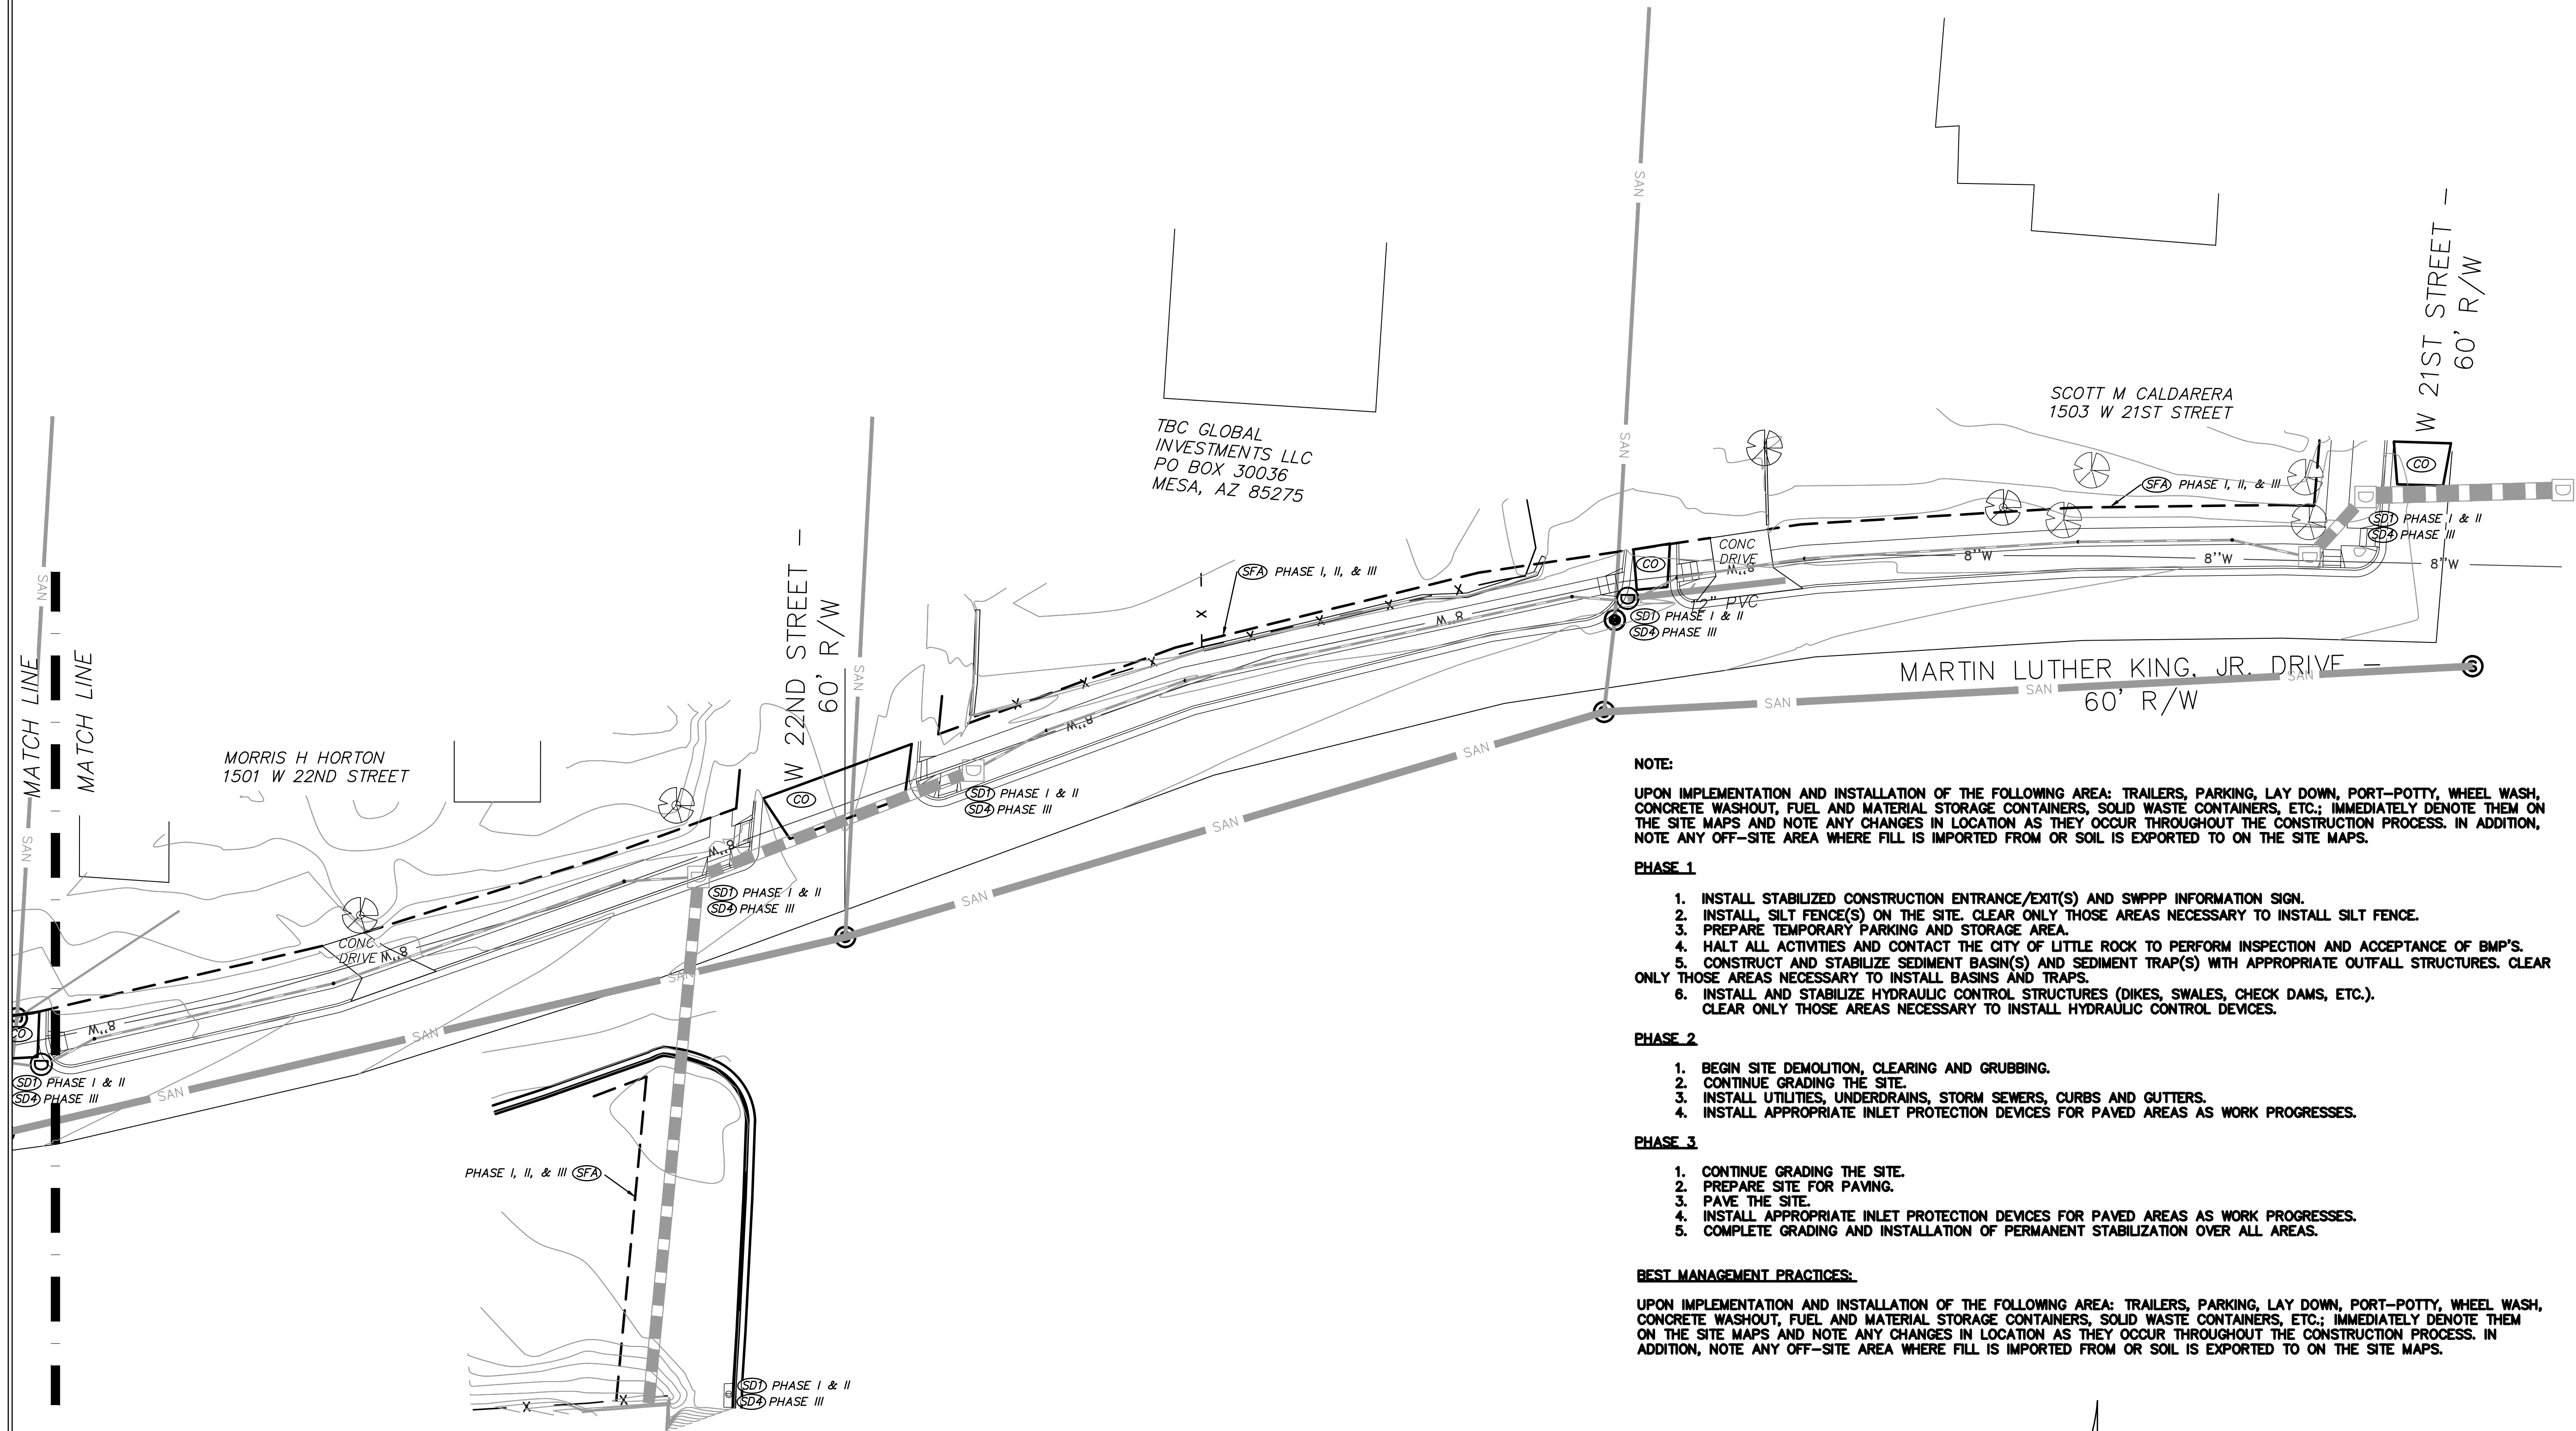 SAN
SAN
W 21ST STREET -
60' R/W
SCOTT M CALDARERA
1503 W 21ST STREET
TBC GLOBAL
INVESTMENTS LLC
PO BOX 30036
MESA, AZ 85275
CO
SFA PHASE I, II, & III
SD1 PHASE I & II
SD4 PHASE III
CONC
DRIVE
8"W
8"W
8"W
8"W
CO
12" PVC
SD1 PHASE I & II
SD4 PHASE III
SFA PHASE I, II, & III
X
X
X
X
X
X
X
X
8"W
8"W
W 22ND STREET -
60' R/W
SAN
SAN
MATCH LINE
MATCH LINE
MARTIN LUTHER KING, JR. DRIVE -
60' R/W
SAN
SAN
SAN
S
SAN
SAN
SAN
MORRIS H HORTON
1501 W 22ND STREET
CO
SD1 PHASE I & II
SD4 PHASE III
8"W
SD1 PHASE I & II
SD4 PHASE III
SAN
CONC
DRIVE
8"W
SAN
SAN
8"W
CO
SD1 PHASE I & II
SD4 PHASE III
SAN
PHASE I, II, & III SFA
SD1 PHASE I & II
SD4 PHASE III
X
X
NOTE:
UPON IMPLEMENTATION AND INSTALLATION OF THE FOLLOWING AREA: TRAILERS, PARKING, LAY DOWN, PORT-POTTY, WHEEL WASH,
CONCRETE WASHOUT, FUEL AND MATERIAL STORAGE CONTAINERS, SOLID WASTE CONTAINERS, ETC.; IMMEDIATELY DENOTE THEM ON
THE SITE MAPS AND NOTE ANY CHANGES IN LOCATION AS THEY OCCUR THROUGHOUT THE CONSTRUCTION PROCESS. IN ADDITION,
NOTE ANY OFF-SITE AREA WHERE FILL IS IMPORTED FROM OR SOIL IS EXPORTED TO ON THE SITE MAPS.
PHASE 1
1. INSTALL STABILIZED CONSTRUCTION ENTRANCE/EXIT(S) AND SWPPP INFORMATION SIGN.
2. INSTALL, SILT FENCE(S) ON THE SITE. CLEAR ONLY THOSE AREAS NECESSARY TO INSTALL SILT FENCE.
3. PREPARE TEMPORARY PARKING AND STORAGE AREA.
4. HALT ALL ACTIVITIES AND CONTACT THE CITY OF LITTLE ROCK TO PERFORM INSPECTION AND ACCEPTANCE OF BMP'S.
5. CONSTRUCT AND STABILIZE SEDIMENT BASIN(S) AND SEDIMENT TRAP(S) WITH APPROPRIATE OUTFALL STRUCTURES. CLEAR
ONLY THOSE AREAS NECESSARY TO INSTALL BASINS AND TRAPS.
6. INSTALL AND STABILIZE HYDRAULIC CONTROL STRUCTURES (DIKES, SWALES, CHECK DAMS, ETC.).
CLEAR ONLY THOSE AREAS NECESSARY TO INSTALL HYDRAULIC CONTROL DEVICES.
PHASE 2
1. BEGIN SITE DEMOLITION, CLEARING AND GRUBBING.
2. CONTINUE GRADING THE SITE.
3. INSTALL UTILITIES, UNDERDRAINS, STORM SEWERS, CURBS AND GUTTERS.
4. INSTALL APPROPRIATE INLET PROTECTION DEVICES FOR PAVED AREAS AS WORK PROGRESSES.
PHASE 3
1. CONTINUE GRADING THE SITE.
2. PREPARE SITE FOR PAVING.
3. PAVE THE SITE.
4. INSTALL APPROPRIATE INLET PROTECTION DEVICES FOR PAVED AREAS AS WORK PROGRESSES.
5. COMPLETE GRADING AND INSTALLATION OF PERMANENT STABILIZATION OVER ALL AREAS.
BEST MANAGEMENT PRACTICES:
UPON IMPLEMENTATION AND INSTALLATION OF THE FOLLOWING AREA: TRAILERS, PARKING, LAY DOWN, PORT-POTTY, WHEEL WASH,
CONCRETE WASHOUT, FUEL AND MATERIAL STORAGE CONTAINERS, SOLID WASTE CONTAINERS, ETC.; IMMEDIATELY DENOTE THEM
ON THE SITE MAPS AND NOTE ANY CHANGES IN LOCATION AS THEY OCCUR THROUGHOUT THE CONSTRUCTION PROCESS. IN
ADDITION, NOTE ANY OFF-SITE AREA WHERE FILL IS IMPORTED FROM OR SOIL IS EXPORTED TO ON THE SITE MAPS.